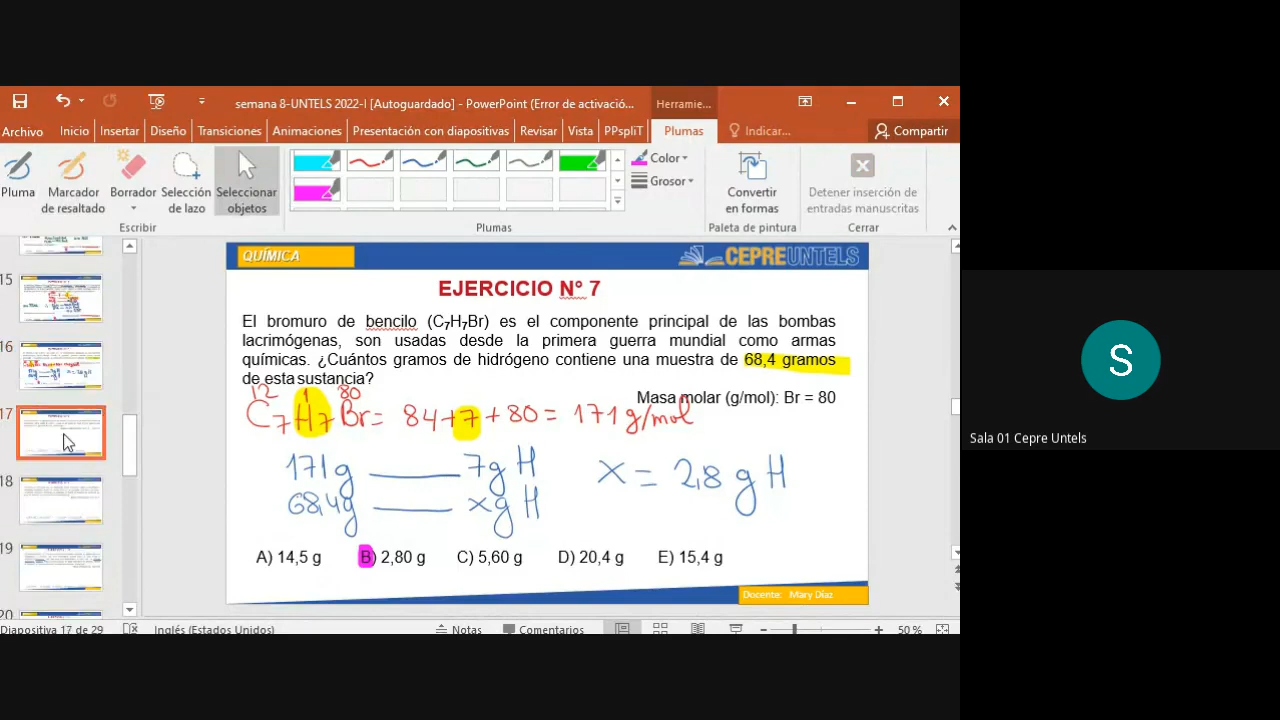 semana 8-UNTELS 2022-I [Autoguardado] - PowerPoint (Error de activació...
Herramie...
Archivo Inicio Insertar Diseño Transiciones Animaciones Presentación con diapositivas Revisar Vista PPspliT Plumas Indicar... Compartir
Pluma Marcador de resaltado Borrador Selección de lazo Seleccionar objetos
Color
Grosor
Convertir en formas
Detener inserción de entradas manuscritas
Escribir Plumas Paleta de pintura Cerrar
15
16
17
18
19
20
QUÍMICA CEPREUNTELS
EJERCICIO N° 7
El bromuro de bencilo (C₇H₇Br) es el componente principal de las bombas
lacrimógenas, son usadas desde la primera guerra mundial como armas
químicas. ¿Cuántos gramos de hidrógeno contiene una muestra de 68,4 gramos
de esta sustancia?
Masa molar (g/mol): Br = 80
12 1 80
C₇H₇Br = 84+7+80 = 171 g/mol
171g 7g H x = 2,8 g H
68,4g xg H
A) 14,5 g B) 2,80 g C) 5,60 g D) 20,4 g E) 15,4 g
Docente: Mary Díaz
Diapositiva 17 de 29 Inglés (Estados Unidos) Notas Comentarios 50 %
S
Sala 01 Cepre Untels